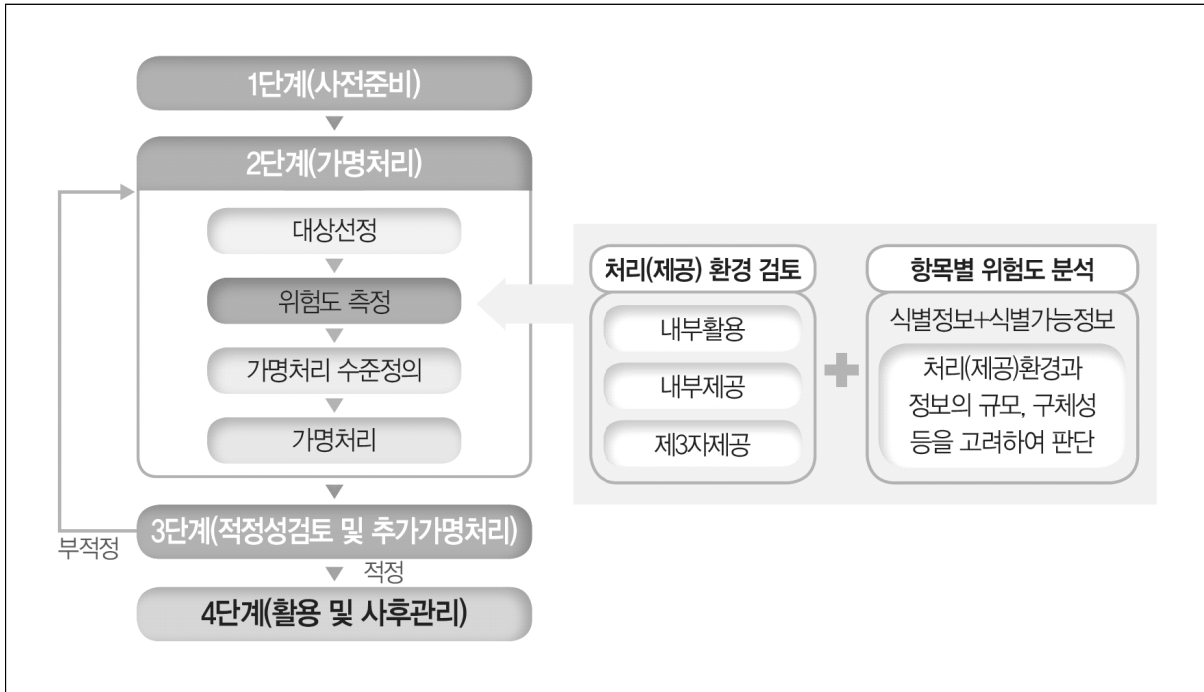 1단계(사전준비)
2단계(가명처리)
대상선정
위험도 측정
가명처리 수준정의
가명처리
처리(제공) 환경 검토
내부활용
내부제공
제3자제공
항목별 위험도 분석
식별정보+식별가능정보
처리(제공)환경과
정보의 규모, 구체성
등을 고려하여 판단
3단계(적정성검토 및 추가가명처리)
부적정
적정
4단계(활용 및 사후관리)